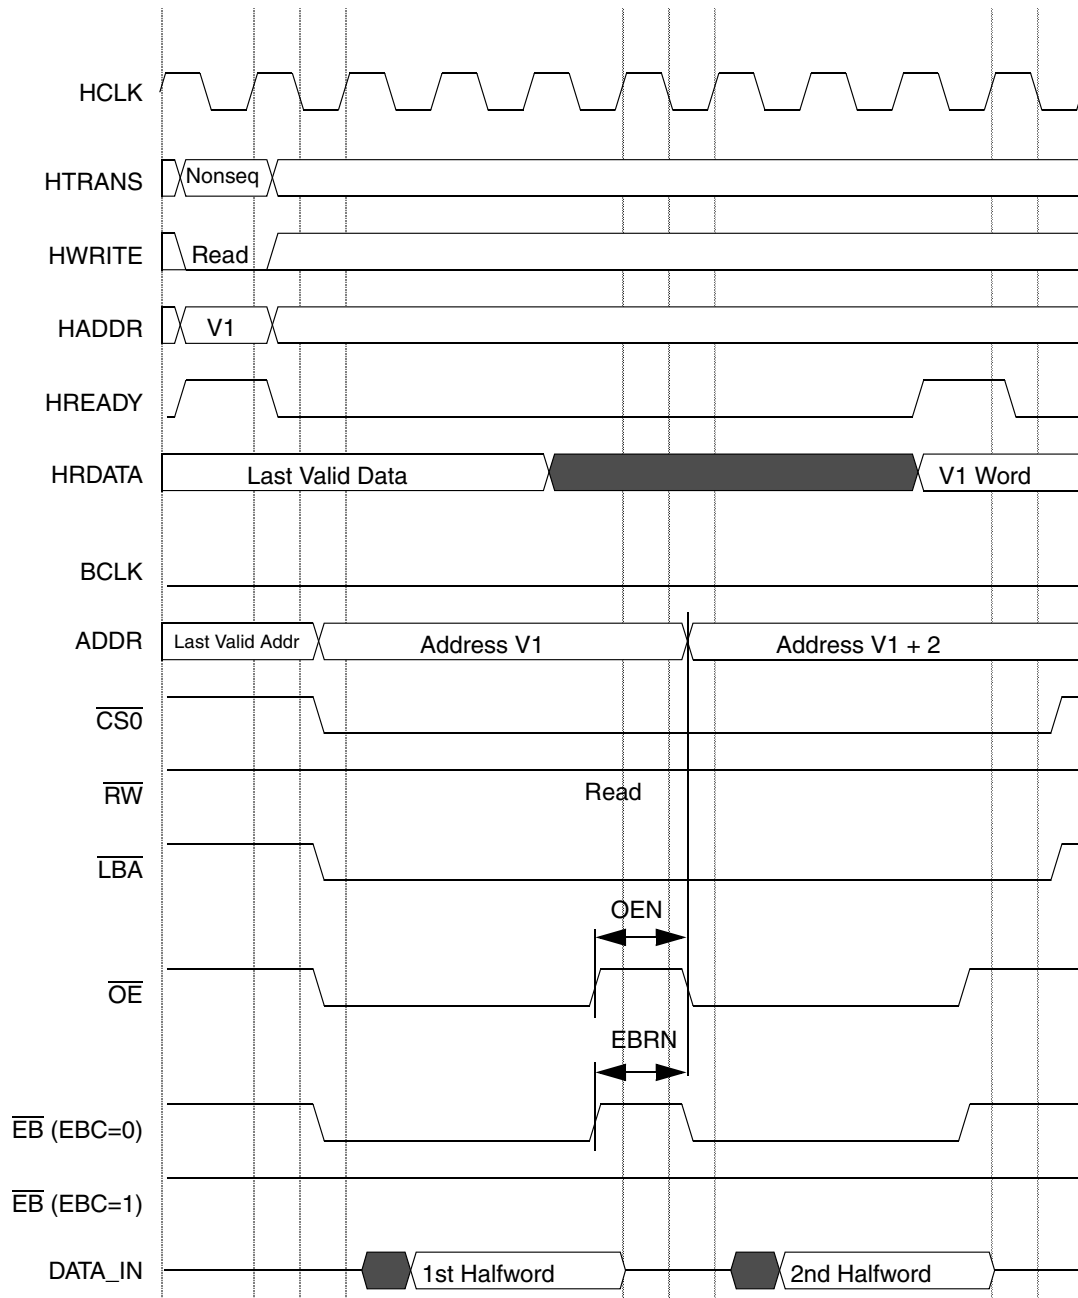 HCLK
HTRANS Nonseq
HWRITE Read
HADDR V1
HREADY
HRDATA Last Valid Data V1 Word
BCLK
ADDR Last Valid Addr Address V1 Address V1 + 2
CS0
RW Read
LBA
OEN
OE
EBRN
EB (EBC=0)
EB (EBC=1)
DATA_IN 1st Halfword 2nd Halfword